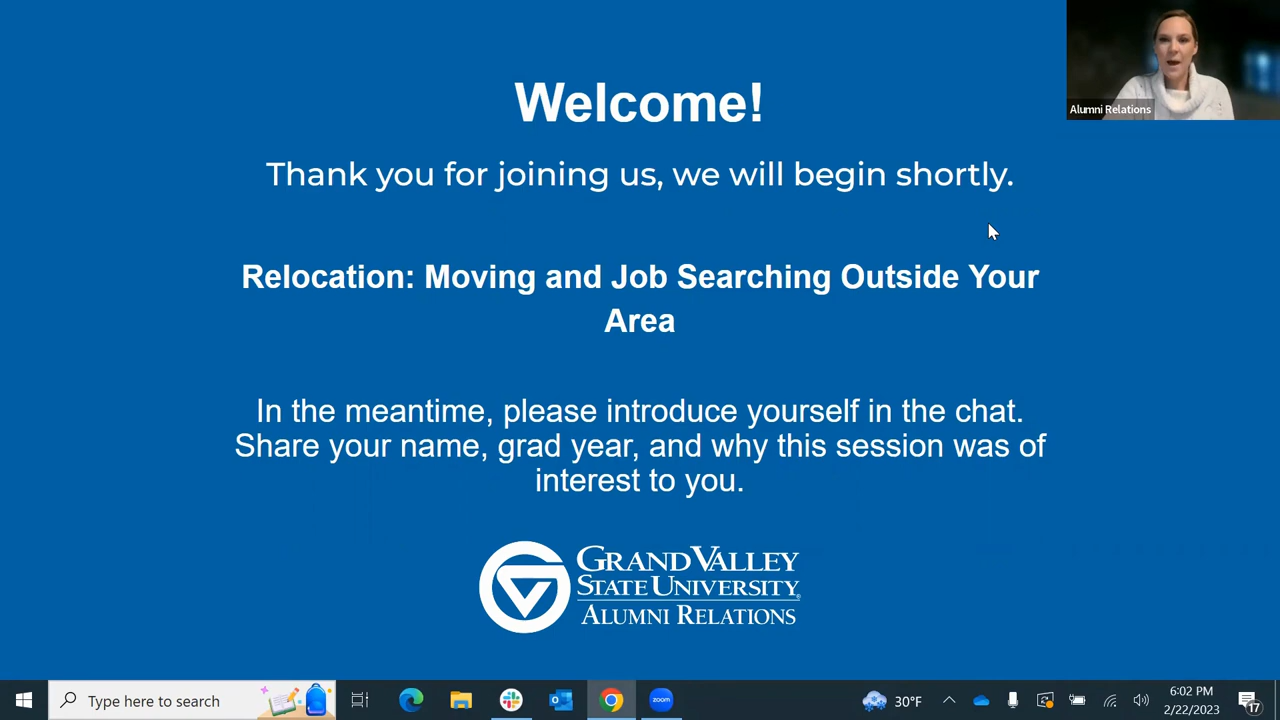 Welcome!
Thank you for joining us, we will begin shortly.
Alumni Relations
Relocation: Moving and Job Searching Outside Your
Area
In the meantime, please introduce yourself in the chat.
Share your name, grad year, and why this session was of
interest to you.
GRAND VALLEY
STATE UNIVERSITY
ALUMNI RELATIONS
Type here to search
zoom
30°F
6:02 PM
2/22/2023
17